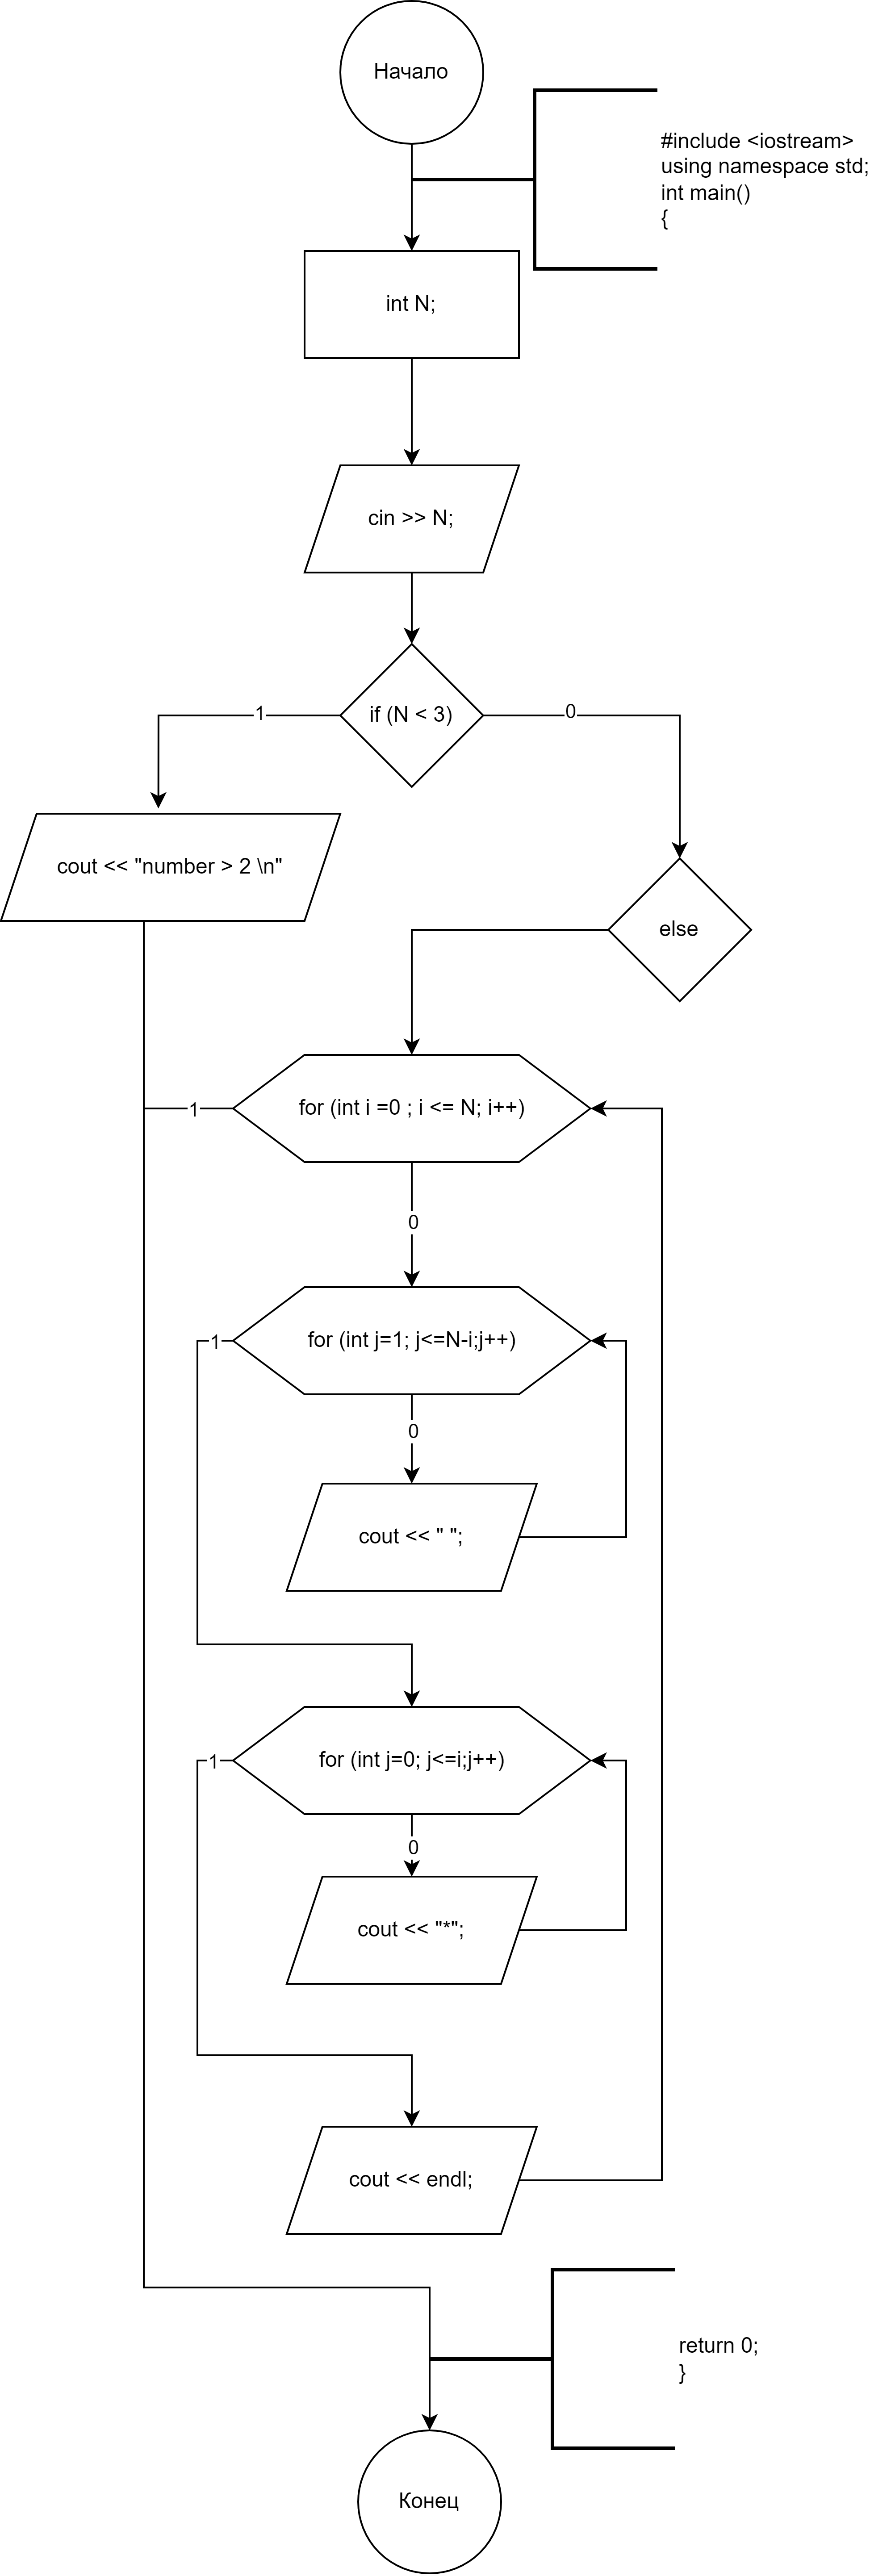 Начало
#include <iostream>
using namespace std;
int main()
{
int N;
cin >> N;
if (N < 3)
1
0
cout << "number > 2 \n"
else
for (int i =0 ; i <= N; i++)
1
0
for (int j=1; j<=N-i;j++)
1
0
cout << " ";
for (int j=0; j<=i;j++)
1
0
cout << "*";
cout << endl;
return 0;
}
Конец